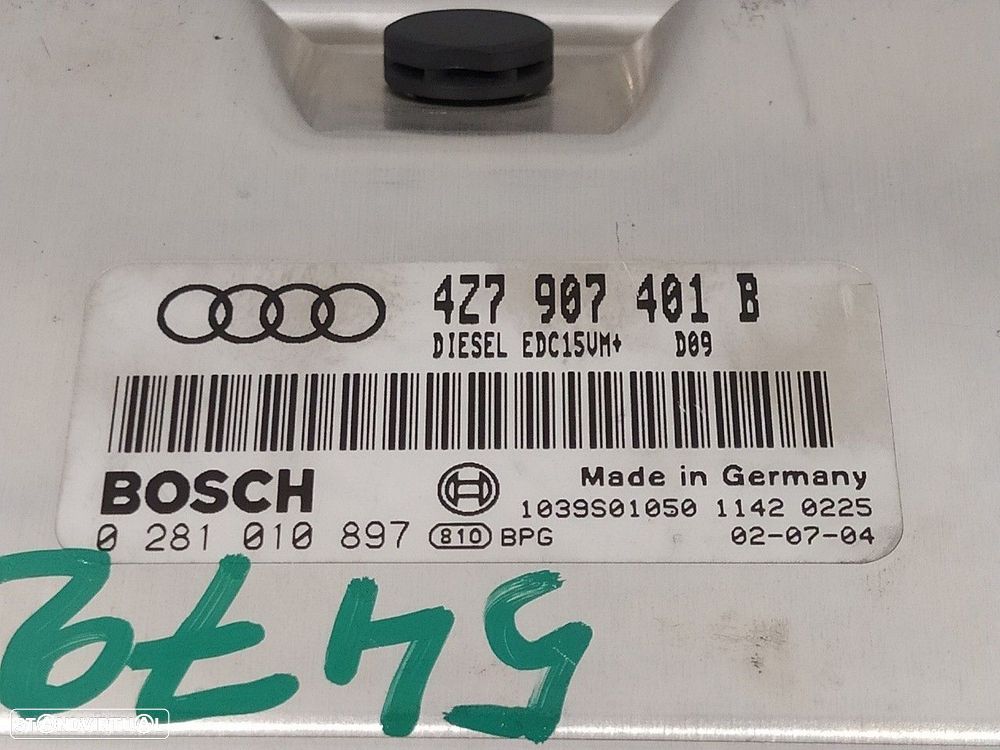 4Z7 907 401 B
DIESEL EDC15VM+ D09
BOSCH
Made in Germany
1039S01050 1142 0225
0 281 010 897 810 BPG
02-07-04
5472